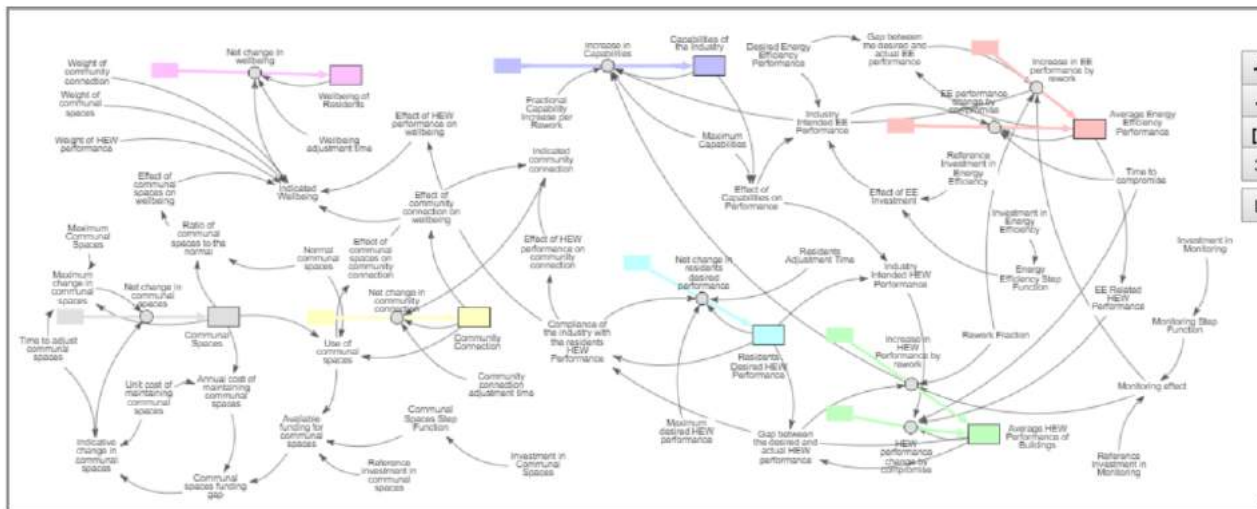 Weight of
community
connection
Weight of
communal
spaces
Weight of HEW
performance
Net change in
wellbeing
Wellbeing of
Residents
Wellbeing
adjustment time
Effect of HEW
performance on
wellbeing
Effect of
communal
spaces on
wellbeing
Indicated
Wellbeing
Effect of
community
connection on
wellbeing
Increase in
Capabilities
Capabilities of
the Industry
Fractional
Capability
Increase per
Rework
Indicated
community
connection
Maximum
Capabilities
Effect of
Capabilities on
Performance
Desired Energy
Efficiency
Performance
Gap between
the desired and
actual EE
performance
Increase in EE
performance by
rework
EE performance
change by
compromise
Industry
Intended EE
Performance
Average Energy
Efficiency
Performance
Reference
Investment in
Energy
Efficiency
Time to
compromise
Effect of EE
Investment
Investment in
Energy
Efficiency
Energy
Efficiency Step
Function
Investment in
Monitoring
EE Related
HEW
Performance
Monitoring Step
Function
Monitoring effect
Reference
Investment in
Monitoring
Rework Fraction
Maximum
Communal
Spaces
Maximum
change in
communal
spaces
Ratio of
communal
spaces to the
normal
Normal
communal
spaces
Effect of
communal
spaces on
community
connection
Net change in
communal
spaces
Communal
Spaces
Time to adjust
communal
spaces
Net change in
community
connection
Community
Connection
Use of
communal
spaces
Community
connection
adjustment time
Effect of HEW
performance on
community
connection
Compliance of
the industry with
the residents
HEW
Performance
Net change in
residents
desired
performance
Residents
Adjustment Time
Industry
Intended HEW
Performance
Residents
Desired HEW
Performance
Increase in
HEW
Performance by
rework
Unit cost of
maintaining
communal
spaces
Annual cost of
maintaining
communal
spaces
Available
funding for
communal
spaces
Communal
Spaces Step
Function
Investment in
Communal
Spaces
Reference
investment in
communal
spaces
Indicative
change in
communal
spaces
Communal
spaces funding
gap
Maximum
desired HEW
performance
Gap between
the desired and
actual HEW
performance
HEW
performance
change by
compromise
Average HEW
Performance of
Buildings